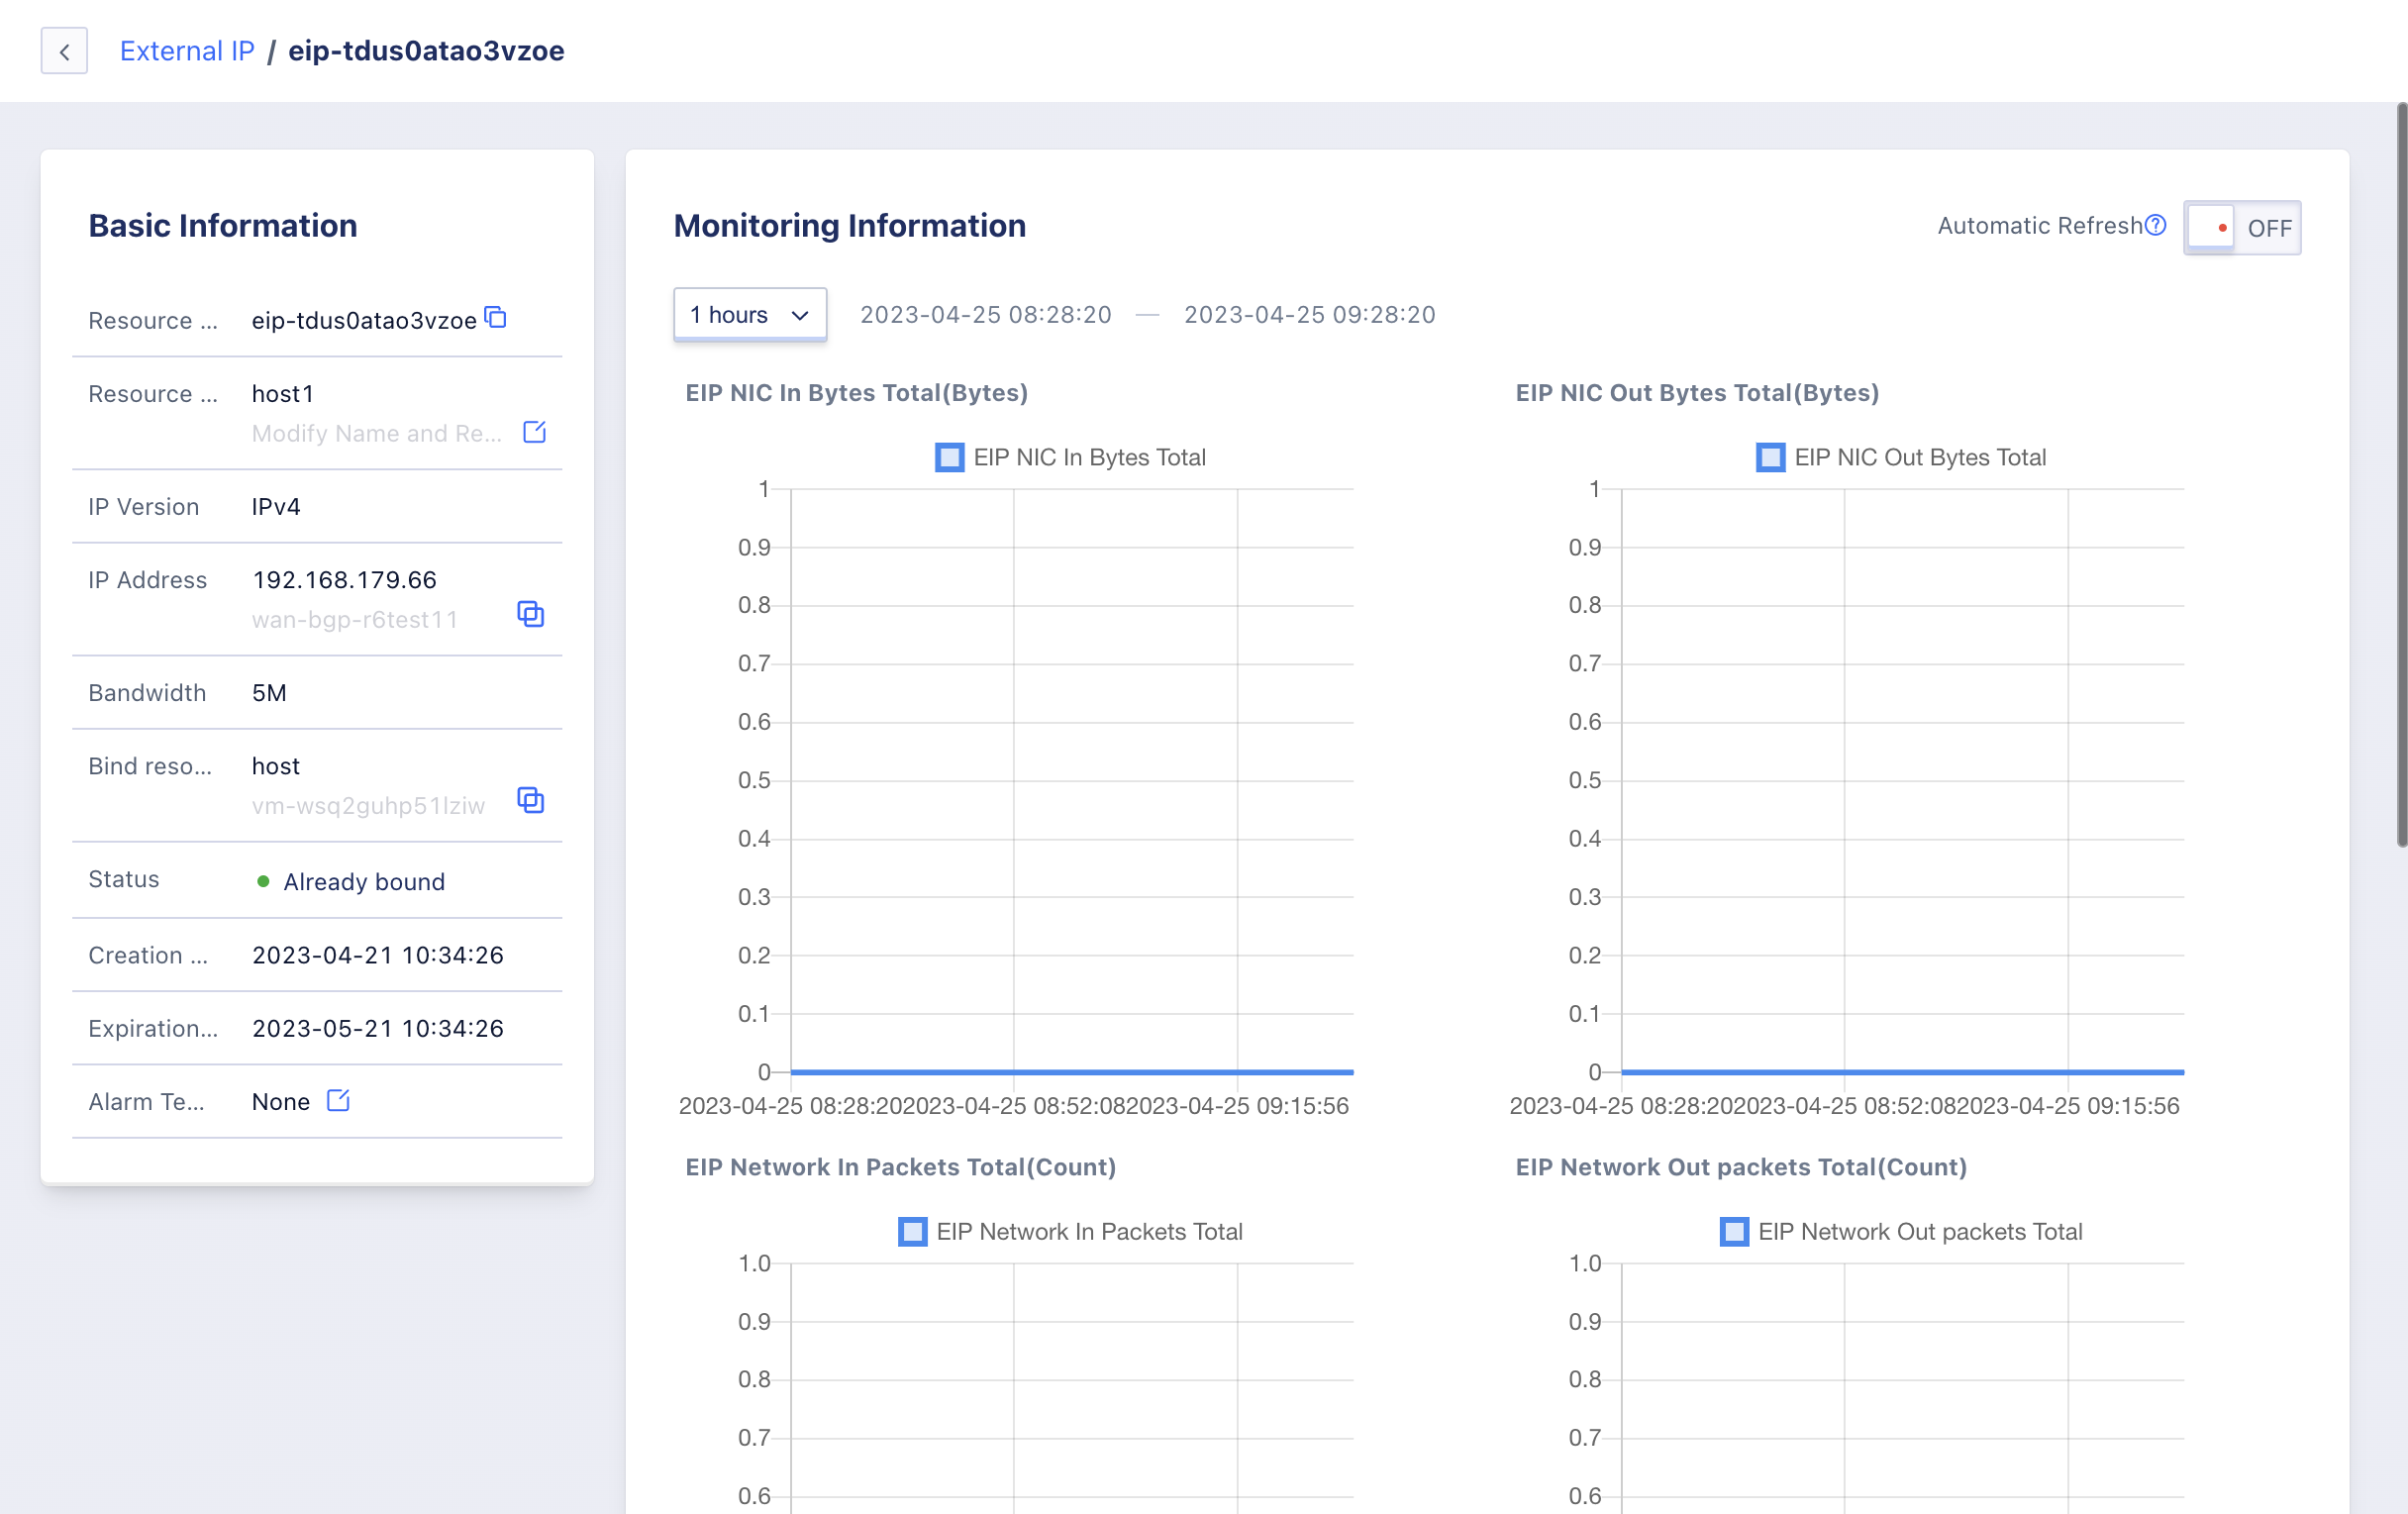 External IP / eip-tdus0atao3vzoe
Basic Information
Resource ... eip-tdus0atao3vzoe
Resource ... host1
Modify Name and Re...
IP Version IPv4
IP Address 192.168.179.66
wan-bgp-r6test11
Bandwidth 5M
Bind reso... host
vm-wsq2guhp51lziw
Status Already bound
Creation ... 2023-04-21 10:34:26
Expiration... 2023-05-21 10:34:26
Alarm Te... None
Monitoring Information
Automatic Refresh ? OFF
1 hours 2023-04-25 08:28:20 — 2023-04-25 09:28:20
EIP NIC In Bytes Total(Bytes)
EIP NIC In Bytes Total
1
0.9
0.8
0.7
0.6
0.5
0.4
0.3
0.2
0.1
0
2023-04-25 08:28:202023-04-25 08:52:082023-04-25 09:15:56
EIP NIC Out Bytes Total(Bytes)
EIP NIC Out Bytes Total
1
0.9
0.8
0.7
0.6
0.5
0.4
0.3
0.2
0.1
0
2023-04-25 08:28:202023-04-25 08:52:082023-04-25 09:15:56
EIP Network In Packets Total(Count)
EIP Network In Packets Total
1.0
0.9
0.8
0.7
0.6
EIP Network Out packets Total(Count)
EIP Network Out packets Total
1.0
0.9
0.8
0.7
0.6